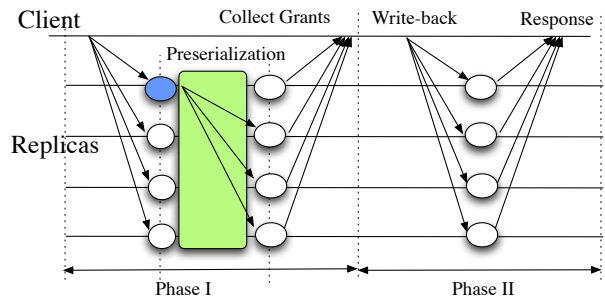 Client
Collect Grants
Write-back
Response
Preserialization
Replicas
Phase I
Phase II